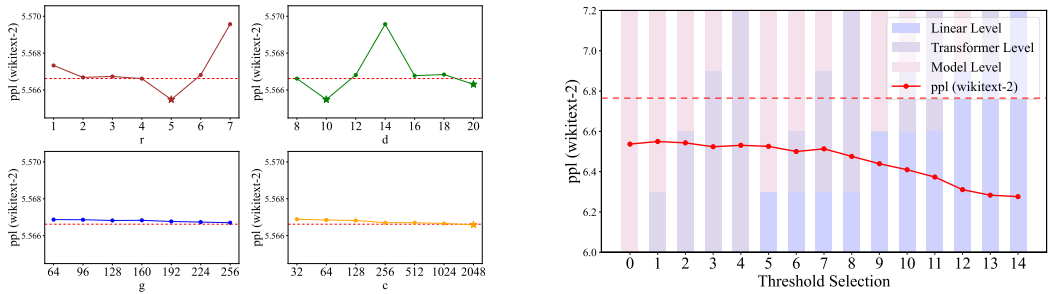 5.570
5.568
5.566
ppl (wikitext-2)
1 2 3 4 5 6 7
r
5.570
5.568
5.566
ppl (wikitext-2)
8 10 12 14 16 18 20
d
5.570
5.566
ppl (wikitext-2)
64 96 128 160 192 224 256
g
5.570
5.566
ppl (wikitext-2)
32 64 128 256 512 1024 2048
c
7.2
7.0
6.8
6.6
6.4
6.2
6.0
ppl (wikitext-2)
Linear Level
Transformer Level
Model Level
ppl (wikitext-2)
0 1 2 3 4 5 6 7 8 9 10 11 12 13 14
Threshold Selection